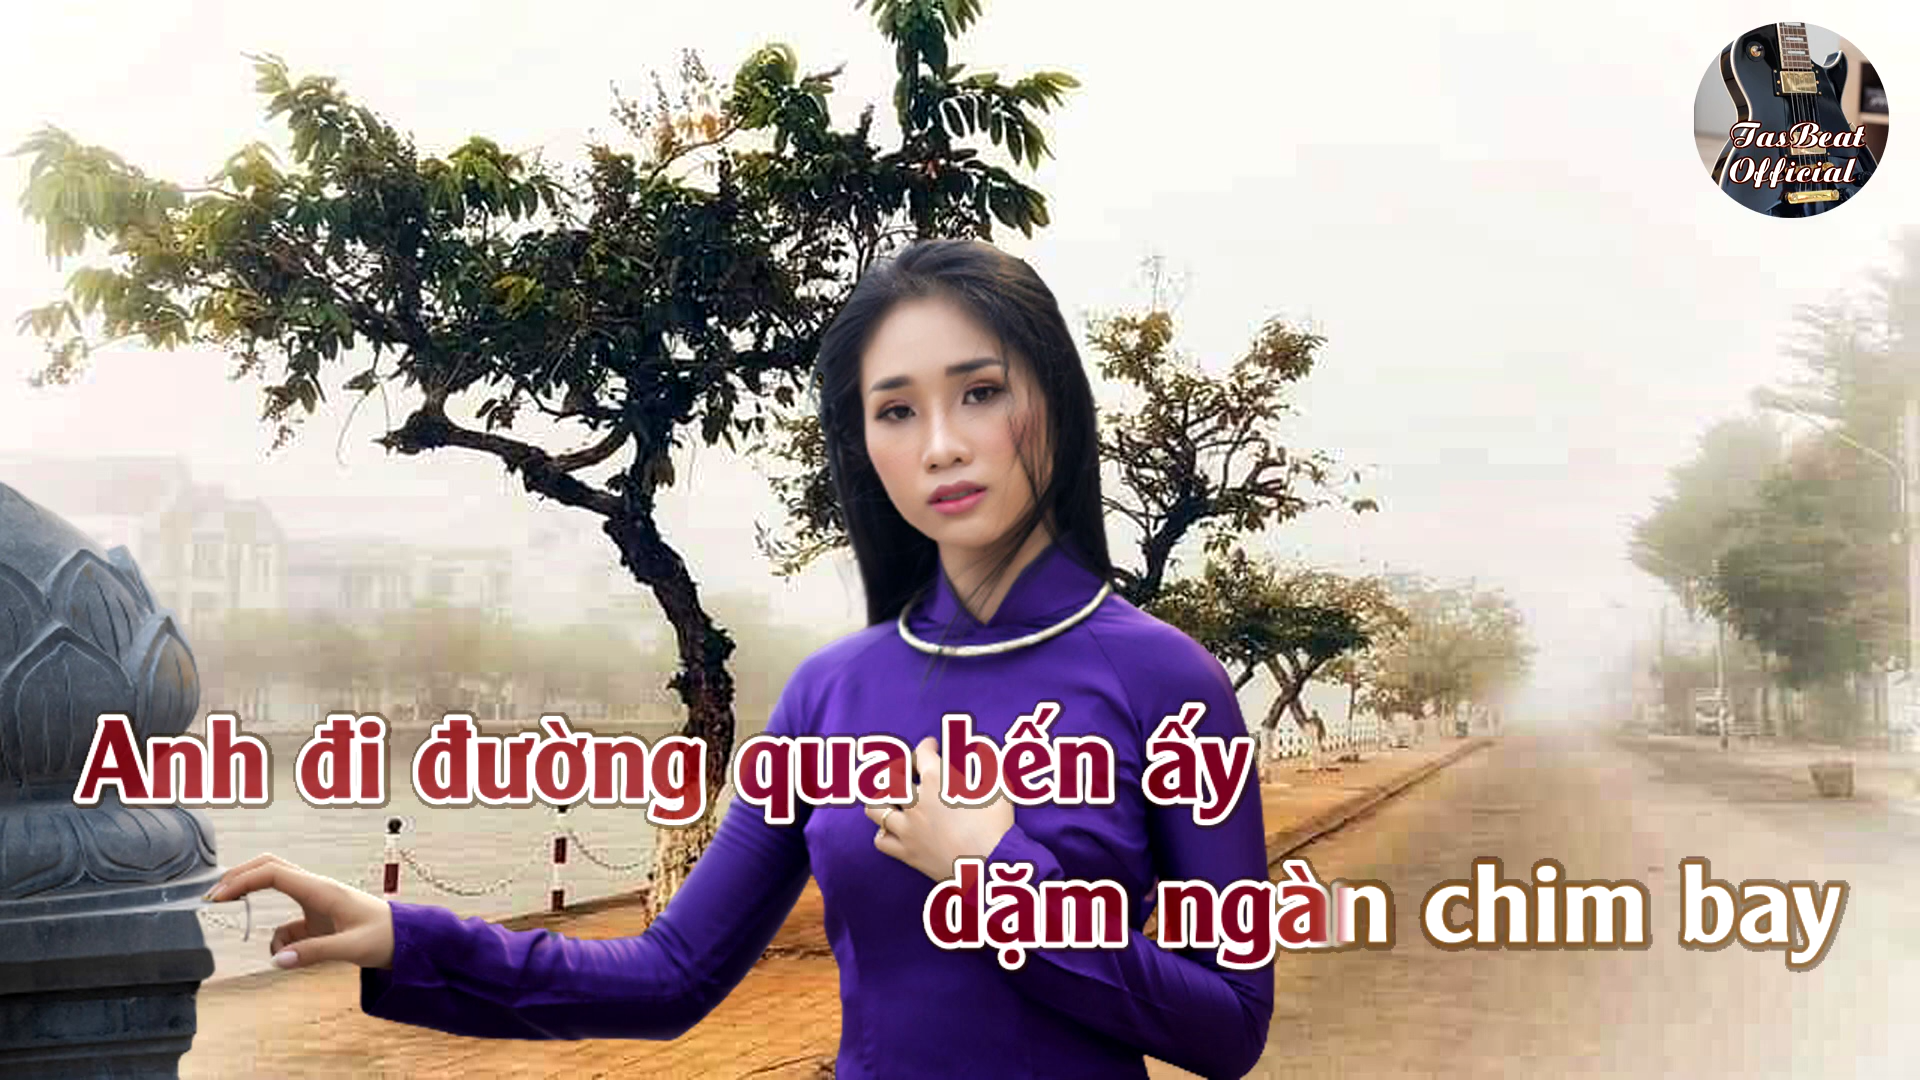 TasBeat
Official
Anh đi đường qua bến ấy
dặm ngàn chim bay